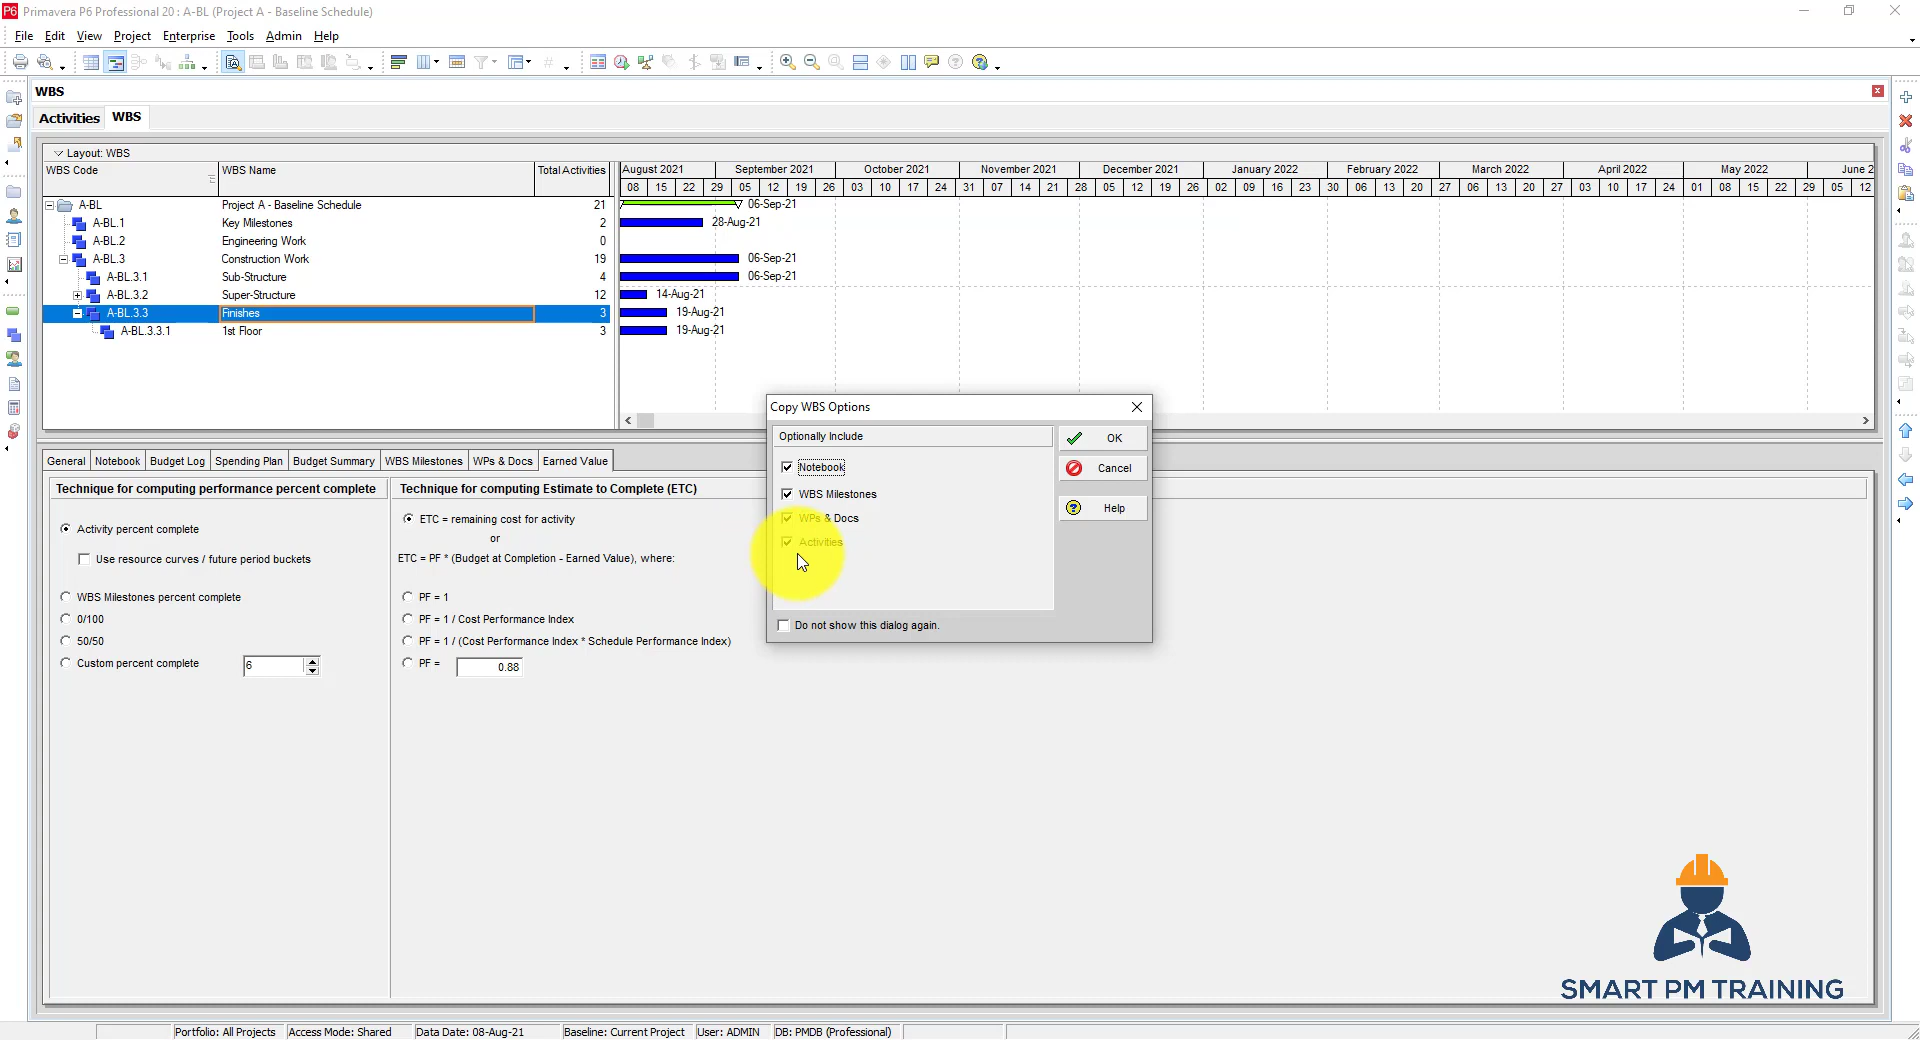 P6 Primavera P6 Professional 20 : A-BL (Project A - Baseline Schedule)
File Edit View Project Enterprise Tools Admin Help
WBS
Activities WBS
Layout: WBS
WBS Code WBS Name Total Activities
August 2021 September 2021 October 2021 November 2021 December 2021 January 2022 February 2022 March 2022 April 2022 May 2022 June 2
08 15 22 29 05 12 19 26 03 10 17 24 31 07 14 21 28 05 12 19 26 02 09 16 23 30 06 13 20 27 06 13 20 27 03 10 17 24 01 08 15 22 29 05 12
A-BL Project A - Baseline Schedule 21 06-Sep-21
A-BL.1 Key Milestones 2 28-Aug-21
A-BL.2 Engineering Work 0
A-BL.3 Construction Work 19 06-Sep-21
A-BL.3.1 Sub-Structure 4 06-Sep-21
A-BL.3.2 Super-Structure 12 14-Aug-21
A-BL.3.3 Finishes 3 19-Aug-21
A-BL.3.3.1 1st Floor 3 19-Aug-21
Copy WBS Options
Optionally Include
OK
Notebook
Cancel
WBS Milestones
Help
WPs & Docs
Activities
Do not show this dialog again.
General Notebook Budget Log Spending Plan Budget Summary WBS Milestones WPs & Docs Earned Value
Technique for computing performance percent complete
Activity percent complete
Use resource curves / future period buckets
WBS Milestones percent complete
0/100
50/50
Custom percent complete 6
Technique for computing Estimate to Complete (ETC)
ETC = remaining cost for activity
or
ETC = PF * (Budget at Completion - Earned Value), where:
PF = 1
PF = 1 / Cost Performance Index
PF = 1 / (Cost Performance Index * Schedule Performance Index)
PF = 0.88
SMART PM TRAINING
Portfolio: All Projects Access Mode: Shared Data Date: 08-Aug-21 Baseline: Current Project User: ADMIN DB: PMDB (Professional)